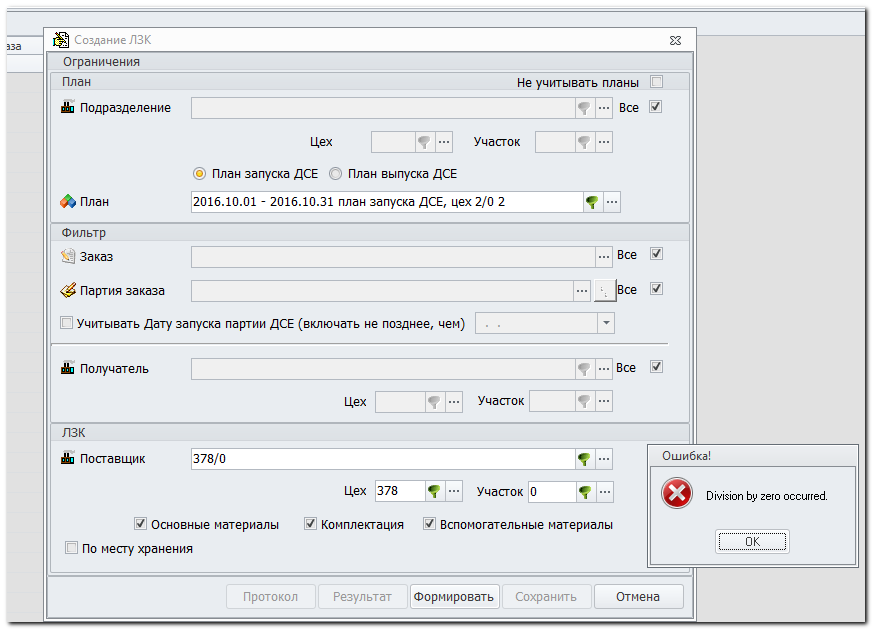 Создание ЛЗК
аза
Ограничения
План
Не учитывать планы
Подразделение
... Все
Цех ... Участок ...
План запуска ДСЕ План выпуска ДСЕ
План 2016.10.01 - 2016.10.31 план запуска ДСЕ, цех 2/0 2 ...
Фильтр
Заказ ... Все
Партия заказа ... Все
Учитывать Дату запуска партии ДСЕ (включать не позднее, чем) . .
Получатель ... Все
Цех ... Участок ...
ЛЗК
Поставщик 378/0 ...
Цех 378 ... Участок 0 ...
Основные материалы Комплектация Вспомогательные материалы
По месту хранения
Протокол Результат Формировать Сохранить Отмена
Ошибка!
Division by zero occurred.
OK